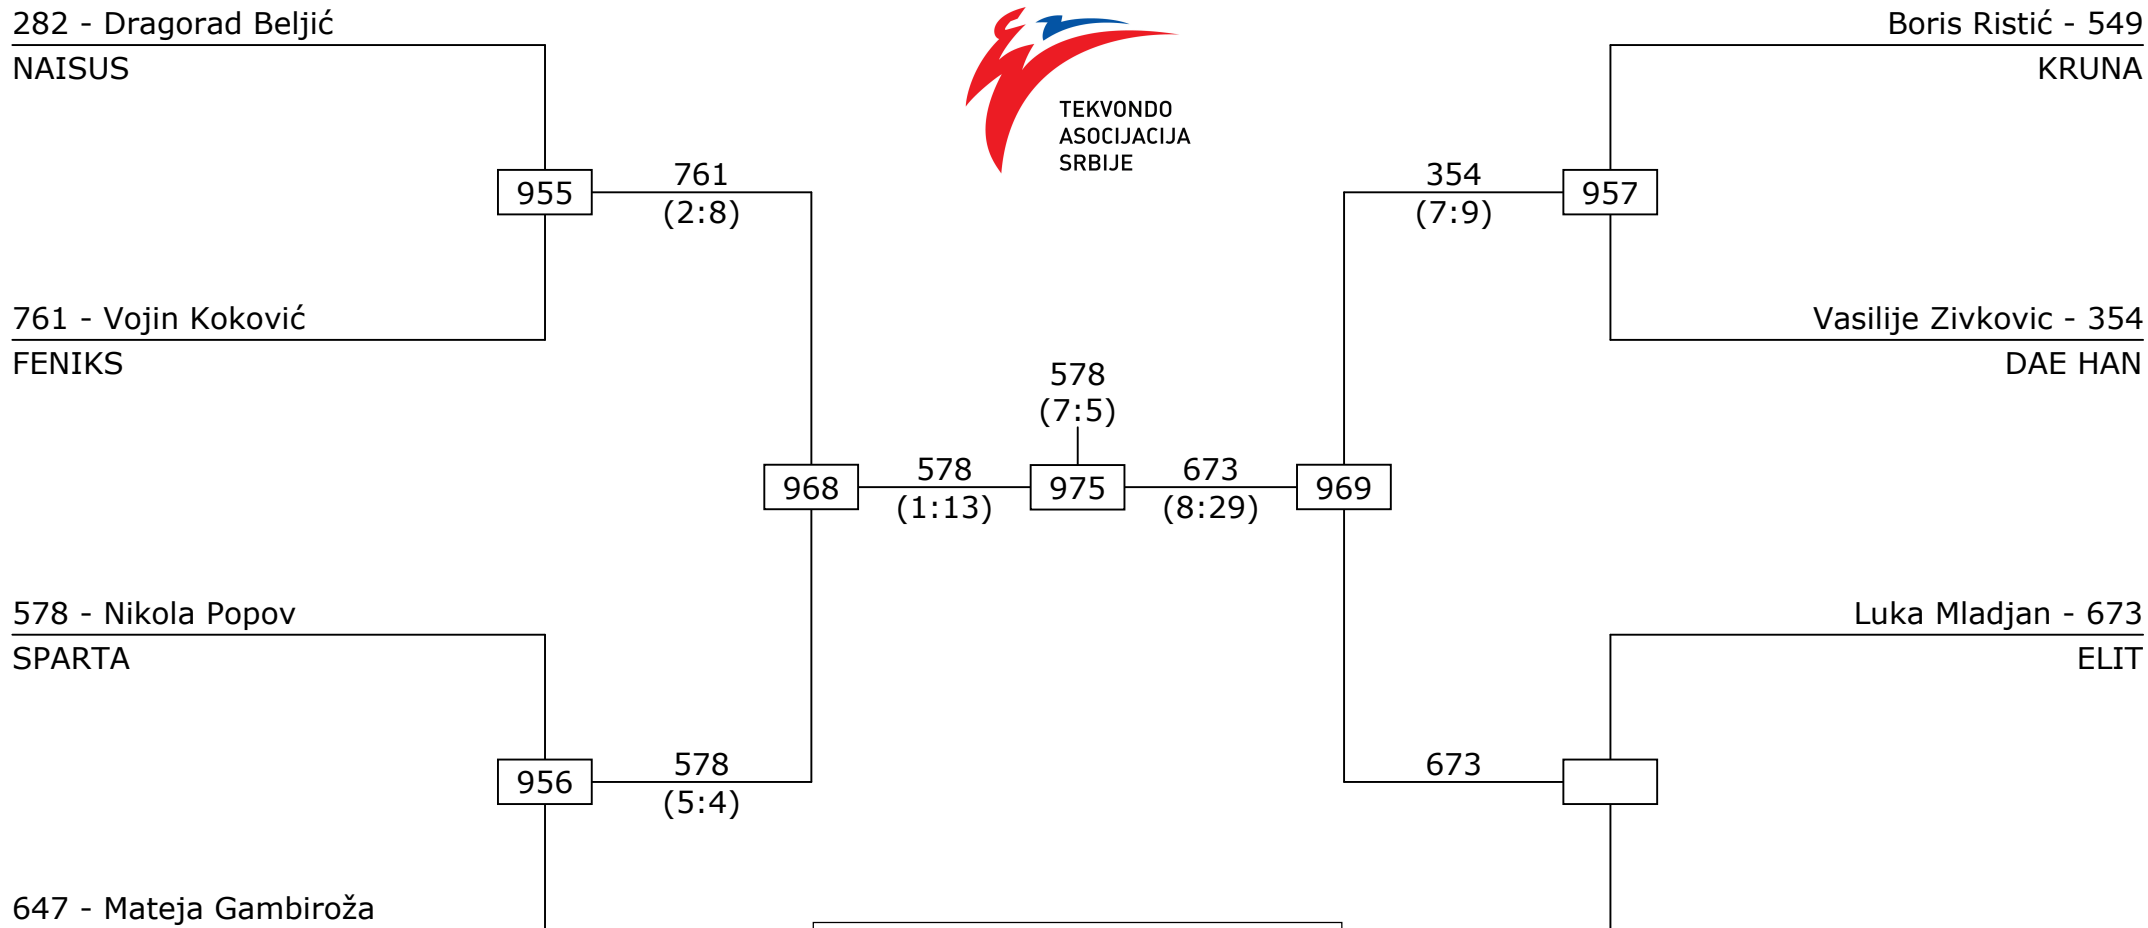 282 - Dragorad Beljić
NAISUS
Boris Ristić - 549
KRUNA
TEKVONDO
ASOCIJACIJA
SRBIJE
955
761
(2:8)
354
(7:9)
957
761 - Vojin Koković
FENIKS
Vasilije Zivkovic - 354
DAE HAN
578
(7:5)
968
578
(1:13)
975
673
(8:29)
969
578 - Nikola Popov
SPARTA
Luka Mladjan - 673
ELIT
956
578
(5:4)
673
647 - Mateja Gambiroža